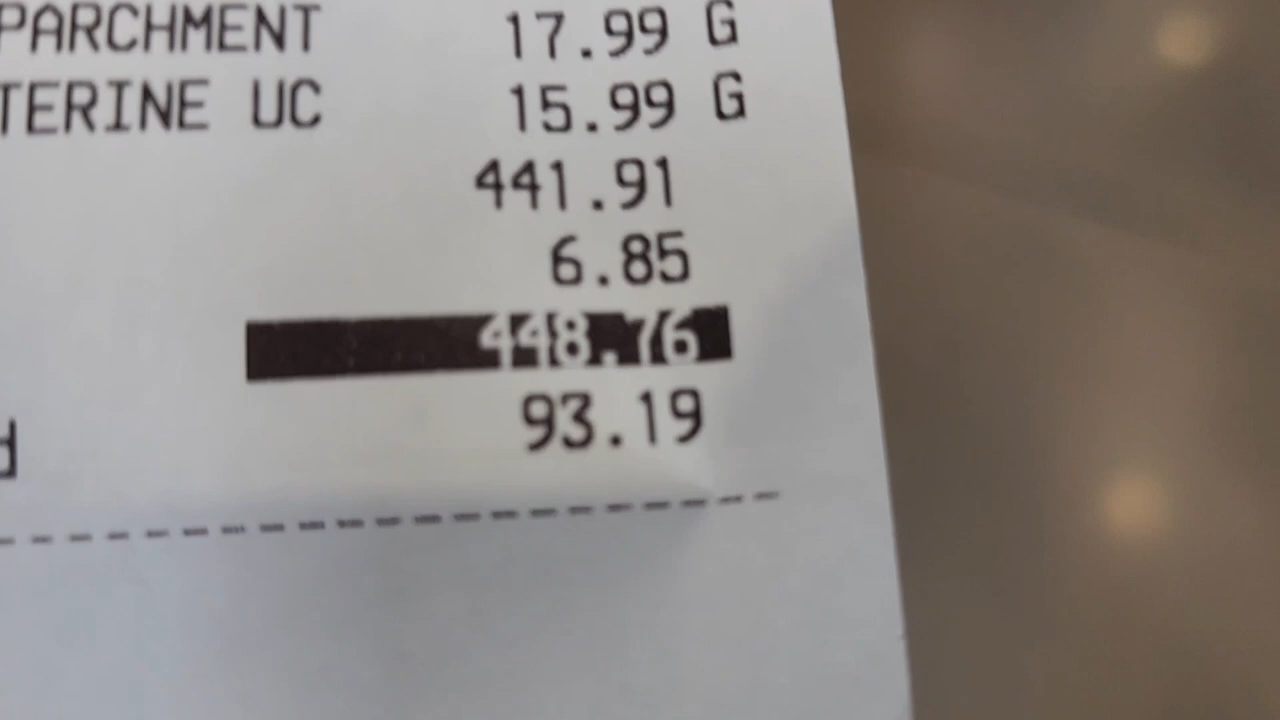 PARCHMENT 17.99 G
TERINE UC 15.99 G
441.91
6.85
448.76
d 93.19